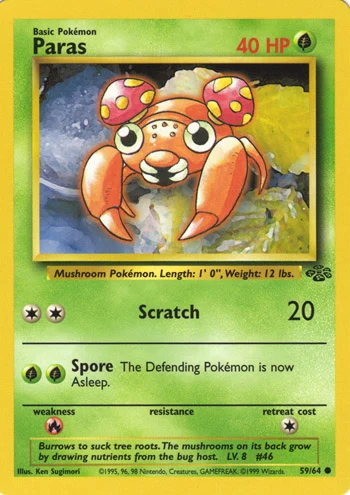 Basic Pokémon
Paras
40 HP
Mushroom Pokémon. Length: 1' 0", Weight: 12 lbs.
Scratch 20
Spore The Defending Pokémon is now
Asleep.
weakness resistance retreat cost
Burrows to suck tree roots. The mushrooms on its back grow
by drawing nutrients from the bug host. LV. 8 #46
Illus. Ken Sugimori ©1995, 96, 98 Nintendo, Creatures, GAMEFREAK. ©1999 Wizards. 59/64